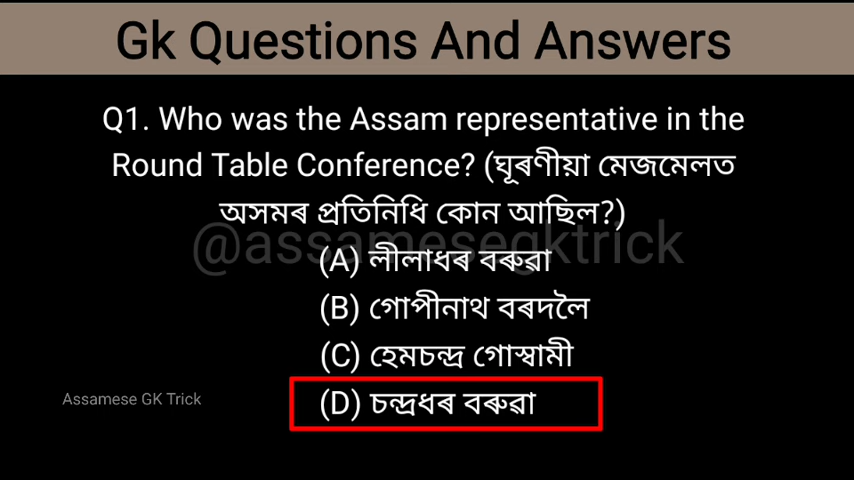 Gk Questions And Answers
Q1. Who was the Assam representative in the
Round Table Conference? (ঘূৰণীয়া মেজমেলত
অসমৰ প্ৰতিনিধি কোন আছিল?)
@assamesegktrick
(A) লীলাধৰ বৰুৱা
(B) গোপীনাথ বৰদলৈ
(C) হেমচন্দ্ৰ গোস্বামী
(D) চন্দ্ৰধৰ বৰুৱা
Assamese GK Trick